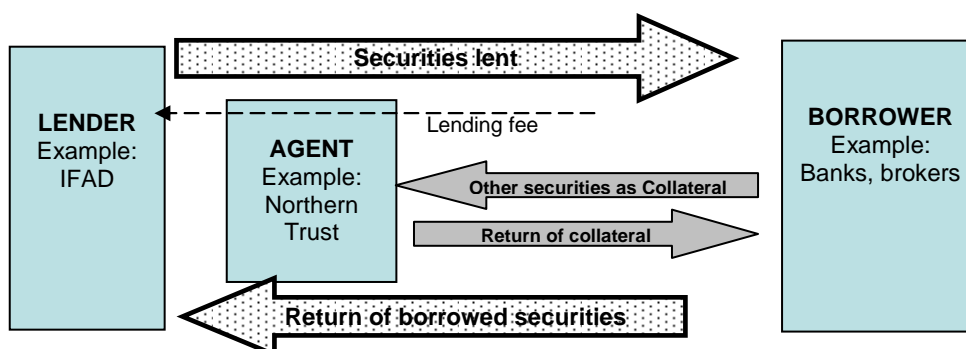 Securities lent
LENDER
Example:
IFAD
Lending fee
AGENT
Example:
Northern
Trust
BORROWER
Example:
Banks, brokers
Other securities as Collateral
Return of collateral
Return of borrowed securities